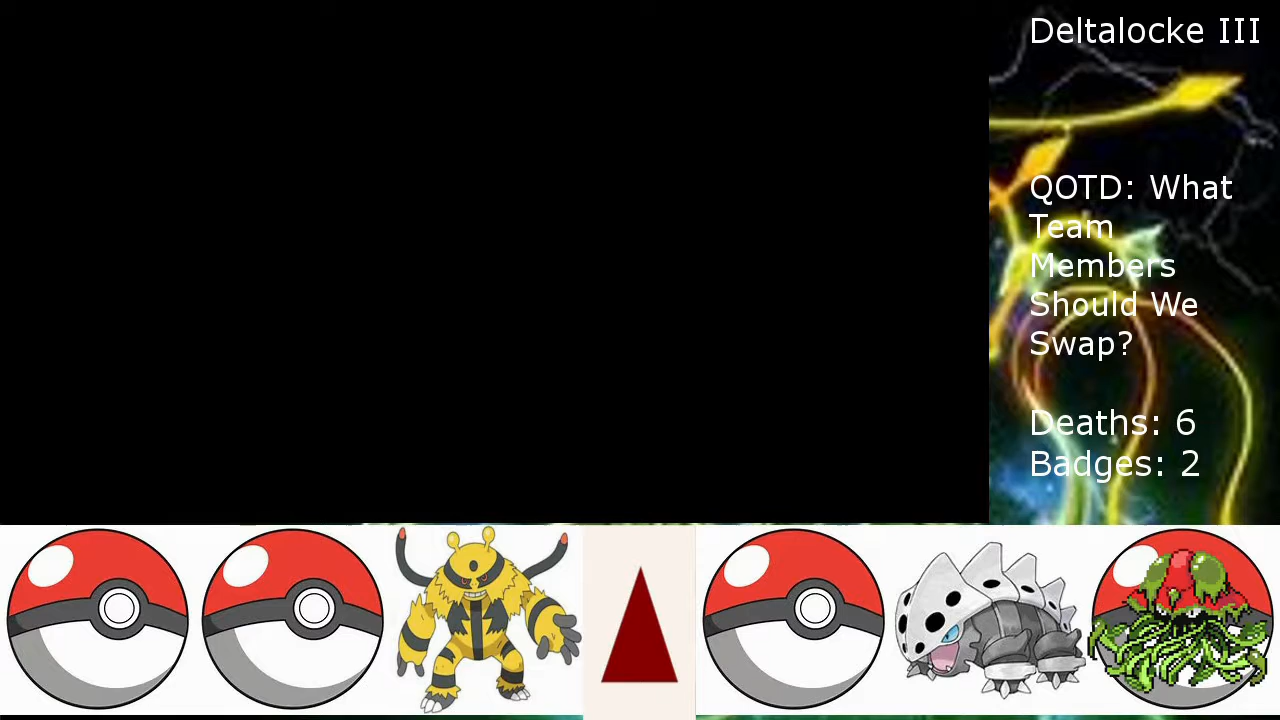 Deltalocke III
QOTD: What
Team
Members
Should We
Swap?
Deaths: 6
Badges: 2